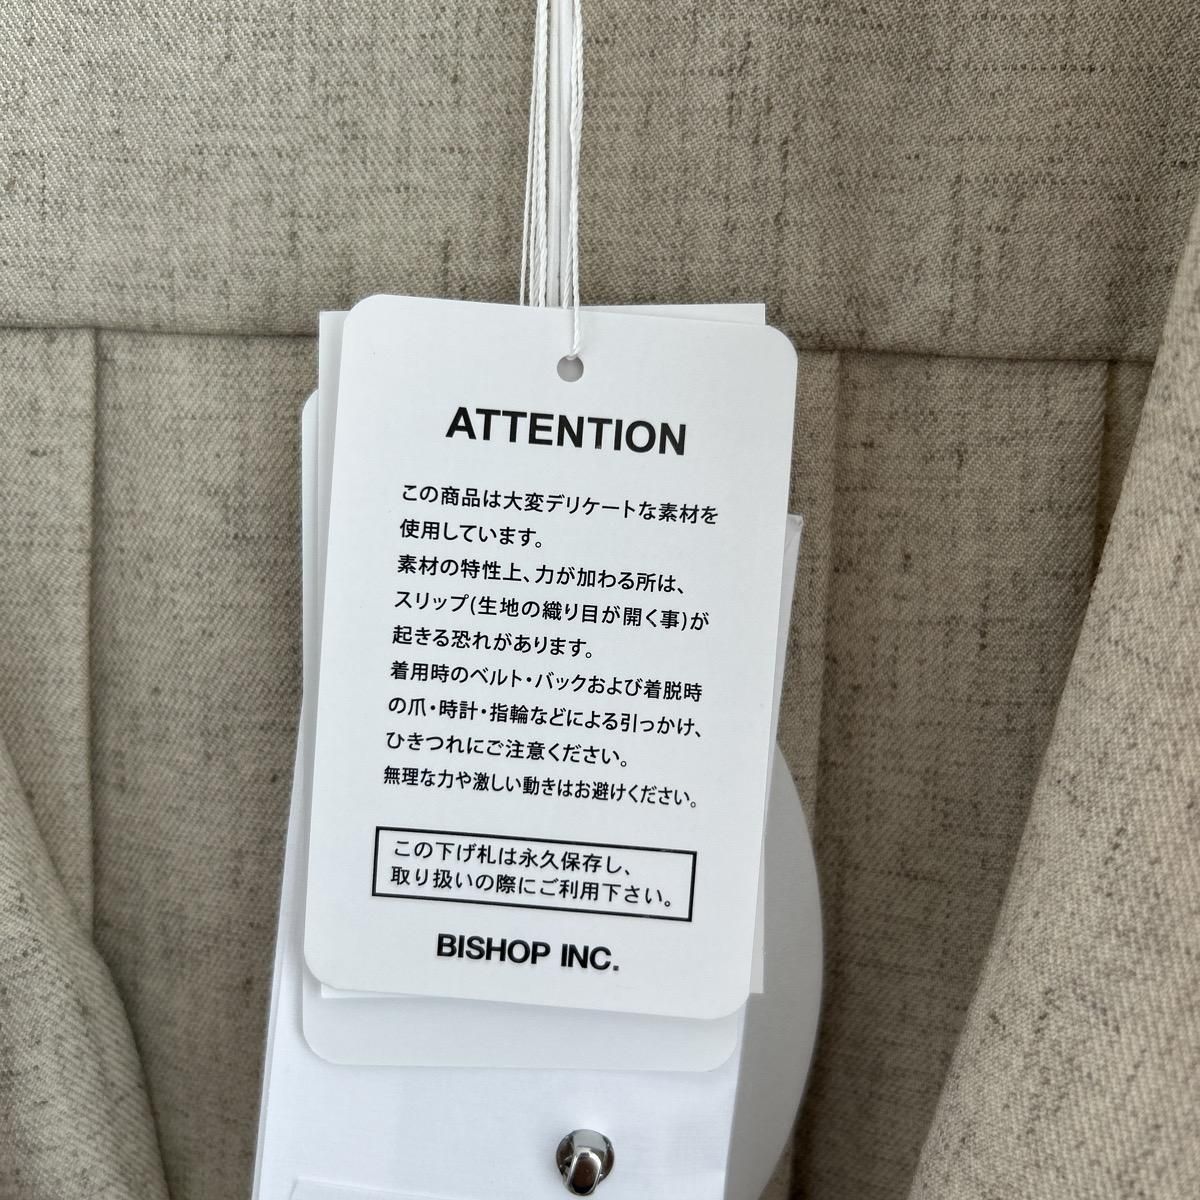 ATTENTION
この商品は大変デリケートな素材を
使用しています。
素材の特性上、力が加わる所は、
スリップ(生地の織り目が開く事)が
起きる恐れがあります。
着用時のベルト・バックおよび着脱時
の爪・時計・指輪などによる引っかけ、
ひきつれにご注意ください。
無理な力や激しい動きはお避けください。
この下げ札は永久保存し、
取り扱いの際にご利用下さい。
BISHOP INC.